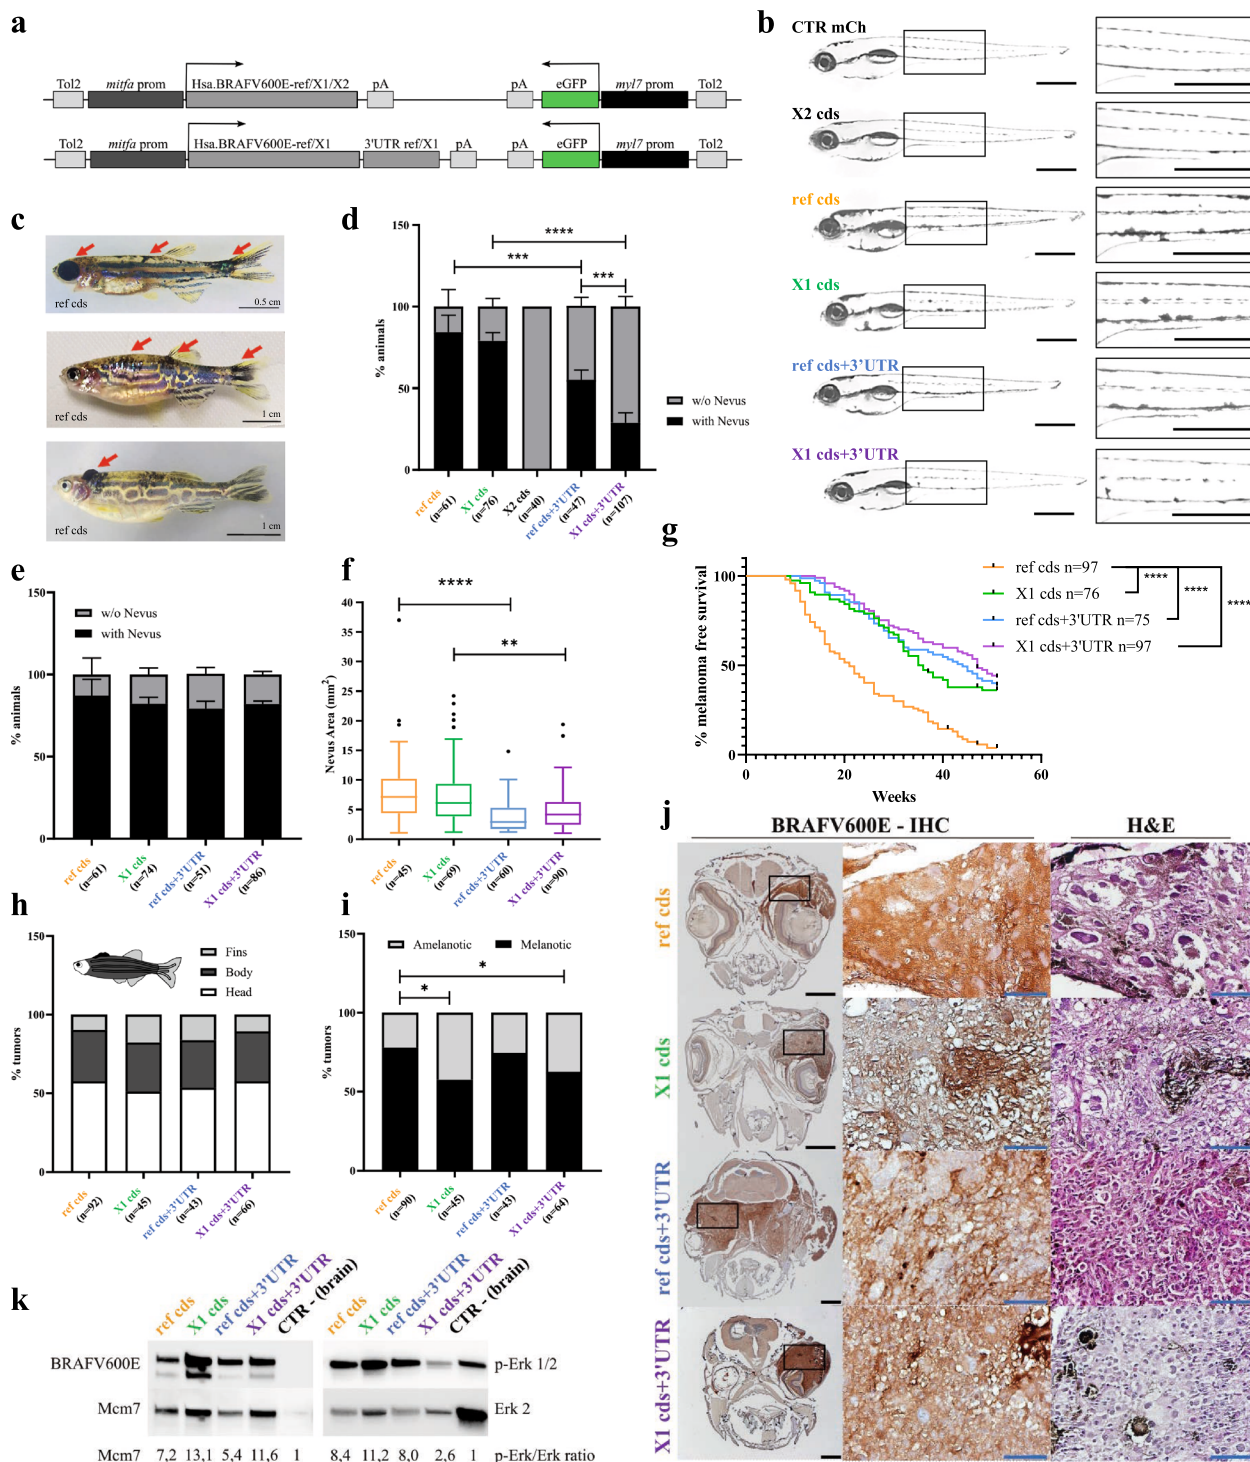 a
Tol2 mitfa prom Hsa.BRAFV600E-ref/X1/X2 pA pA eGFP myl7 prom Tol2
Tol2 mitfa prom Hsa.BRAFV600E-ref/X1 3'UTR ref/X1 pA pA eGFP myl7 prom Tol2
b
CTR mCh
X2 cds
ref cds
X1 cds
ref cds+3'UTR
X1 cds+3'UTR
c
ref cds 0.5 cm
ref cds 1 cm
ref cds 1 cm
d
% animals
150
100
50
0
**** 
***
***
w/o Nevus
with Nevus
ref cds (n=61)
X1 cds (n=76)
X2 cds (n=40)
ref cds+3'UTR (n=47)
X1 cds+3'UTR (n=107)
e
% animals
150
100
50
0
w/o Nevus
with Nevus
ref cds (n=61)
X1 cds (n=74)
ref cds+3'UTR (n=51)
X1 cds+3'UTR (n=86)
f
Nevus Area (mm²)
40
35
30
25
20
15
10
5
0
****
**
ref cds (n=45)
X1 cds (n=69)
ref cds+3'UTR (n=60)
X1 cds+3'UTR (n=90)
g
% melanoma free survival
100
50
0
0 20 40 60
Weeks
ref cds n=97
X1 cds n=76
ref cds+3'UTR n=75
X1 cds+3'UTR n=97
****
****
****
h
% tumors
150
100
50
0
Fins
Body
Head
ref cds (n=92)
X1 cds (n=45)
ref cds+3'UTR (n=43)
X1 cds+3'UTR (n=66)
i
% tumors
150
100
50
0
Amelanotic Melanotic
*
*
ref cds (n=90)
X1 cds (n=45)
ref cds+3'UTR (n=43)
X1 cds+3'UTR (n=64)
j
BRAFV600E - IHC H&E
ref cds
X1 cds
ref cds+3'UTR
X1 cds+3'UTR
k
ref cds X1 cds ref cds+3'UTR X1 cds+3'UTR CTR - (brain)
ref cds X1 cds ref cds+3'UTR X1 cds+3'UTR CTR - (brain)
BRAFV600E p-Erk 1/2
Mcm7 Erk 2
Mcm7 7,2 13,1 5,4 11,6 1 8,4 11,2 8,0 2,6 1 p-Erk/Erk ratio